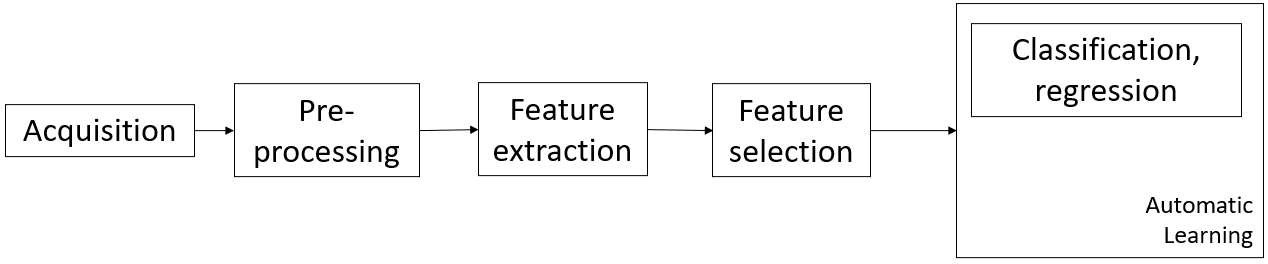 Acquisition
Pre-
processing
Feature
extraction
Feature
selection
Classification,
regression
Automatic
Learning